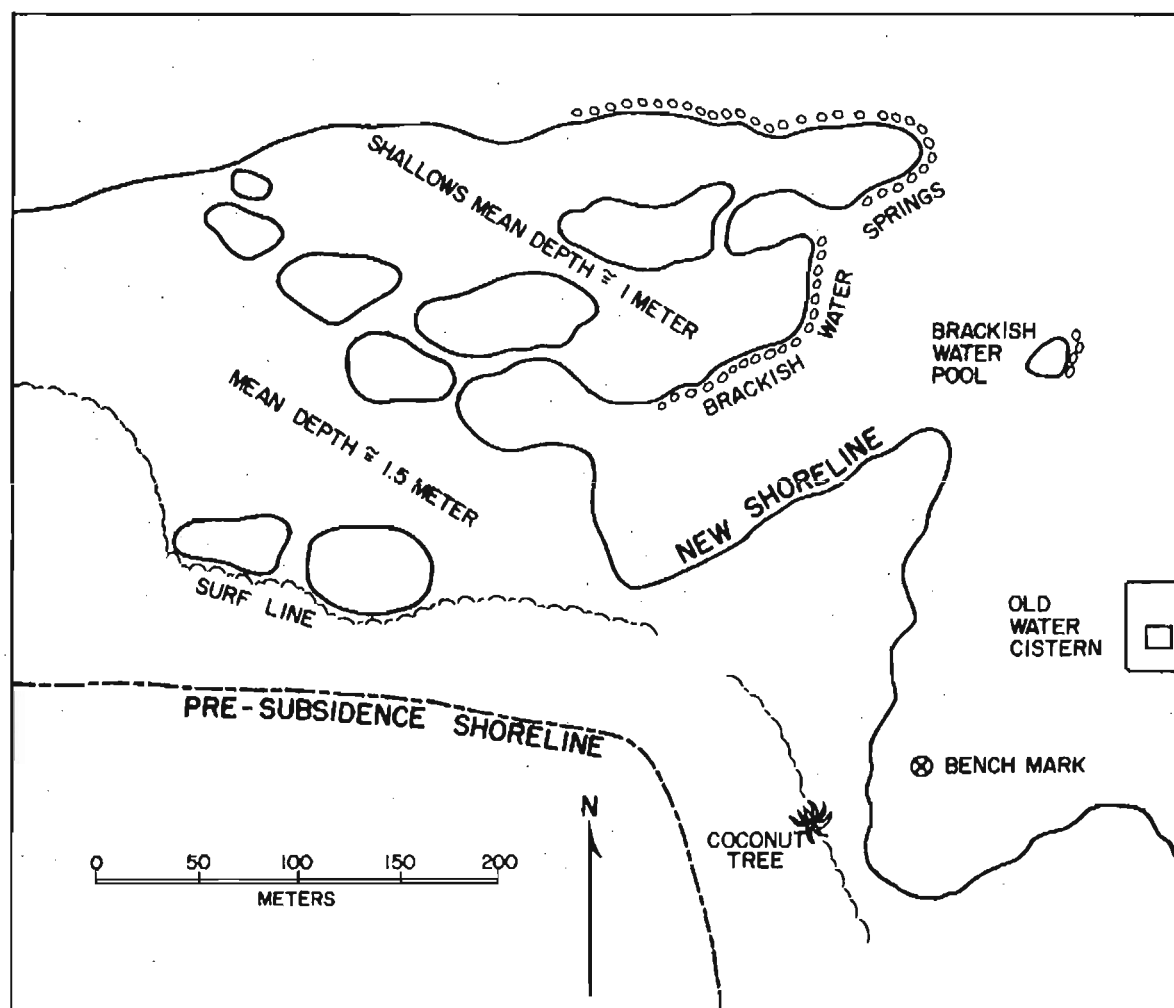 SHALLOWS MEAN DEPTH ≅ 1 METER
SPRINGS
WATER
BRACKISH
BRACKISH
WATER
POOL
MEAN DEPTH ≅ 1.5 METER
NEW SHORELINE
SURF LINE
OLD
WATER
CISTERN
PRE-SUBSIDENCE SHORELINE
BENCH MARK
N
COCONUT
TREE
0 50 100 150 200
METERS